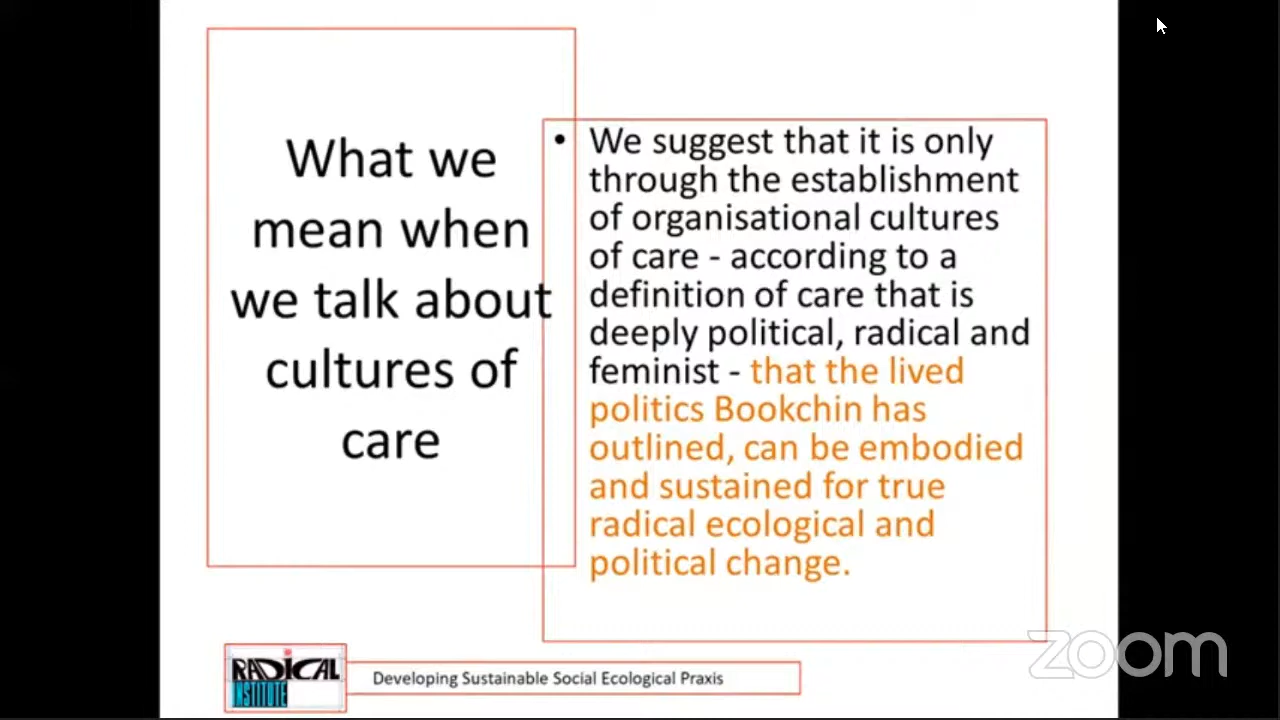 What we
mean when
we talk about
cultures of
care
• We suggest that it is only
through the establishment
of organisational cultures
of care - according to a
definition of care that is
deeply political, radical and
feminist - that the lived
politics Bookchin has
outlined, can be embodied
and sustained for true
radical ecological and
political change.
RADICAL
INSTITUTE
Developing Sustainable Social Ecological Praxis
zoom